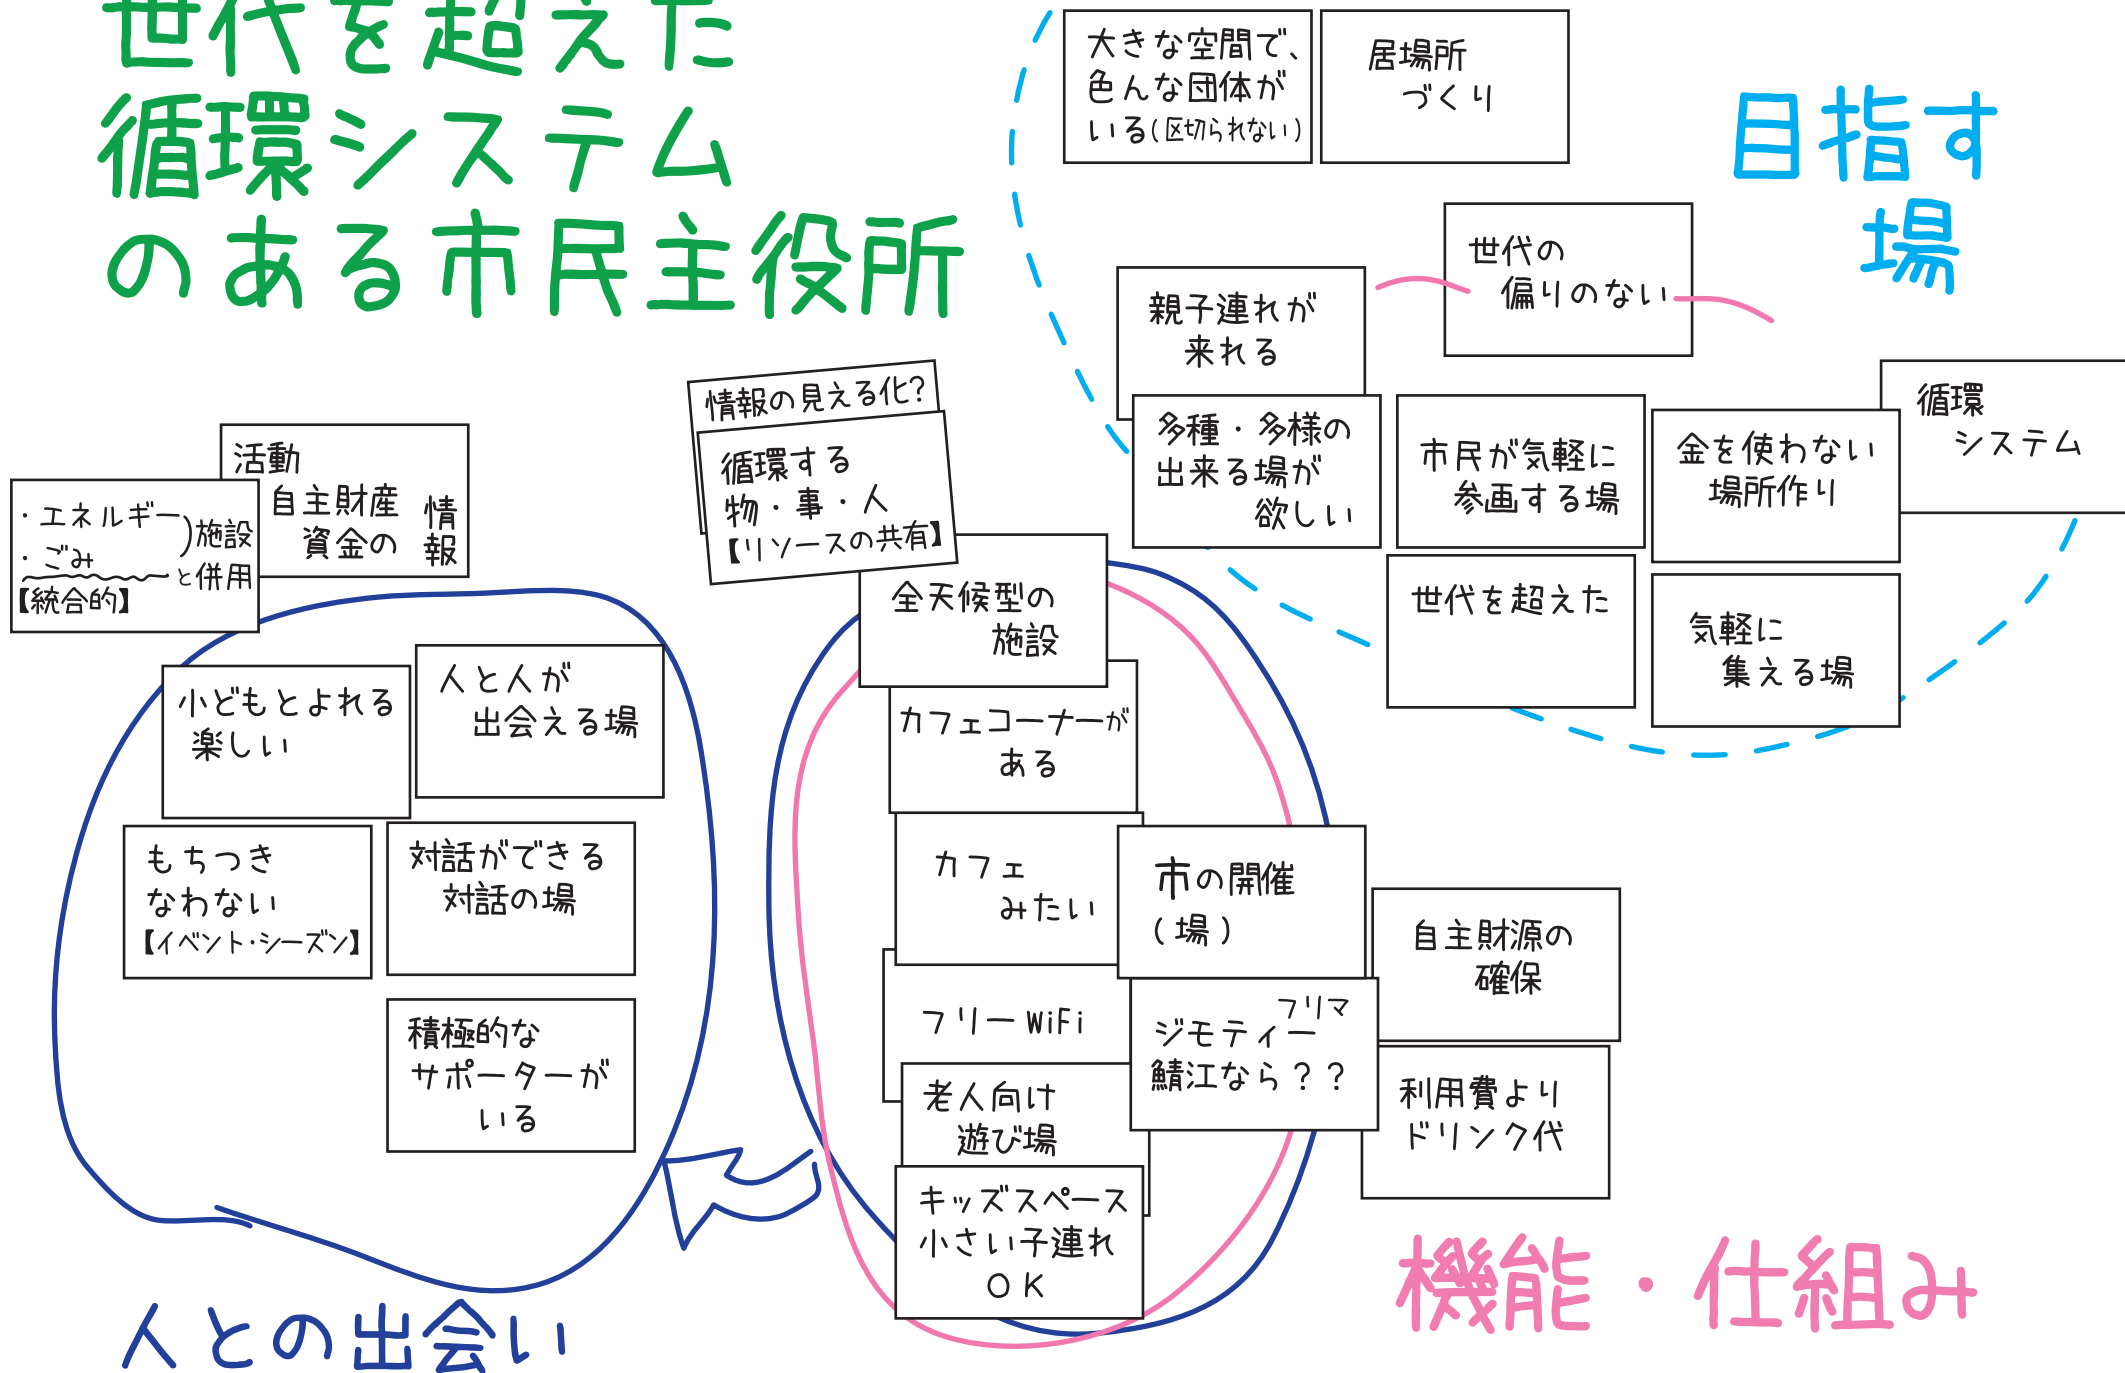 世代を超えた
循環システム
のある市民主役所
大きな空間で、
色んな団体が
いる(区切られない)
居場所
づくり
目指す
場
世代の
偏りのない
親子連れが
来れる
多種・多様の
出来る場が
欲しい
市民が気軽に
参画する場
金を使わない
場所作り
循環
システム
世代を超えた
気軽に
集える場
情報の見える化?
循環する
物・事・人
【リソースの共有】
活動
自主財産
資金の
情報
・エネルギー
・ごみ
施設
と併用
【統合的】
全天候型の
施設
カフェコーナーが
ある
カフェ
みたい
フリーWiFi
老人向け
遊び場
キッズスペース
小さい子連れ
OK
市の開催
(場)
フリマ
ジモティー
鯖江なら??
自主財源の
確保
利用費より
ドリンク代
機能・仕組み
小どもとよれる
楽しい
人と人が
出会える場
もちつき
なわない
【イベント・シーズン】
対話ができる
対話の場
積極的な
サポーターが
いる
人との出会い